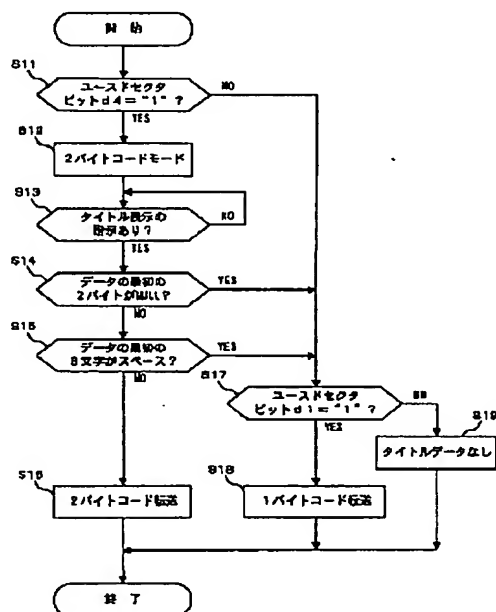 開 始
S11
ユーズドセクタ
ビットd4="1"?
NO
YES
S12
2バイトコードモード
S13
タイトル表示の
指示あり?
NO
YES
S14
データの最初の
2バイトがNULL?
YES
NO
S15
データの最初の
8文字がスペース?
YES
NO
S17
ユーズドセクタ
ビットd1="1"?
NO
YES
S19
タイトルデータなし
S16
2バイトコード転送
S18
1バイトコード転送
終 了